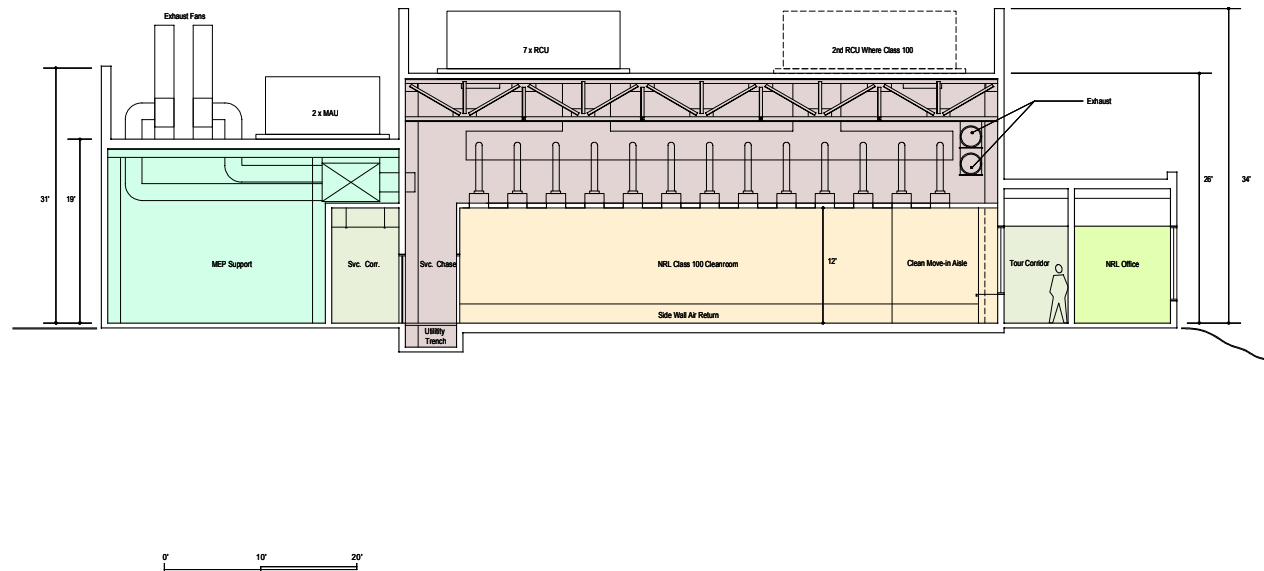 Exhaust Fans
7 x RCU
2nd RCU Where Class 100
2 x MAU
Exhaust
31'
19'
26'
34'
MEP Support
Svc. Corr.
Svc. Chase
NRL Class 100 Cleanroom
12'
Clean Move-in Aisle
Tour Corridor
NRL Office
Side Wall Air Return
Utility
Trench
0'
10'
20'